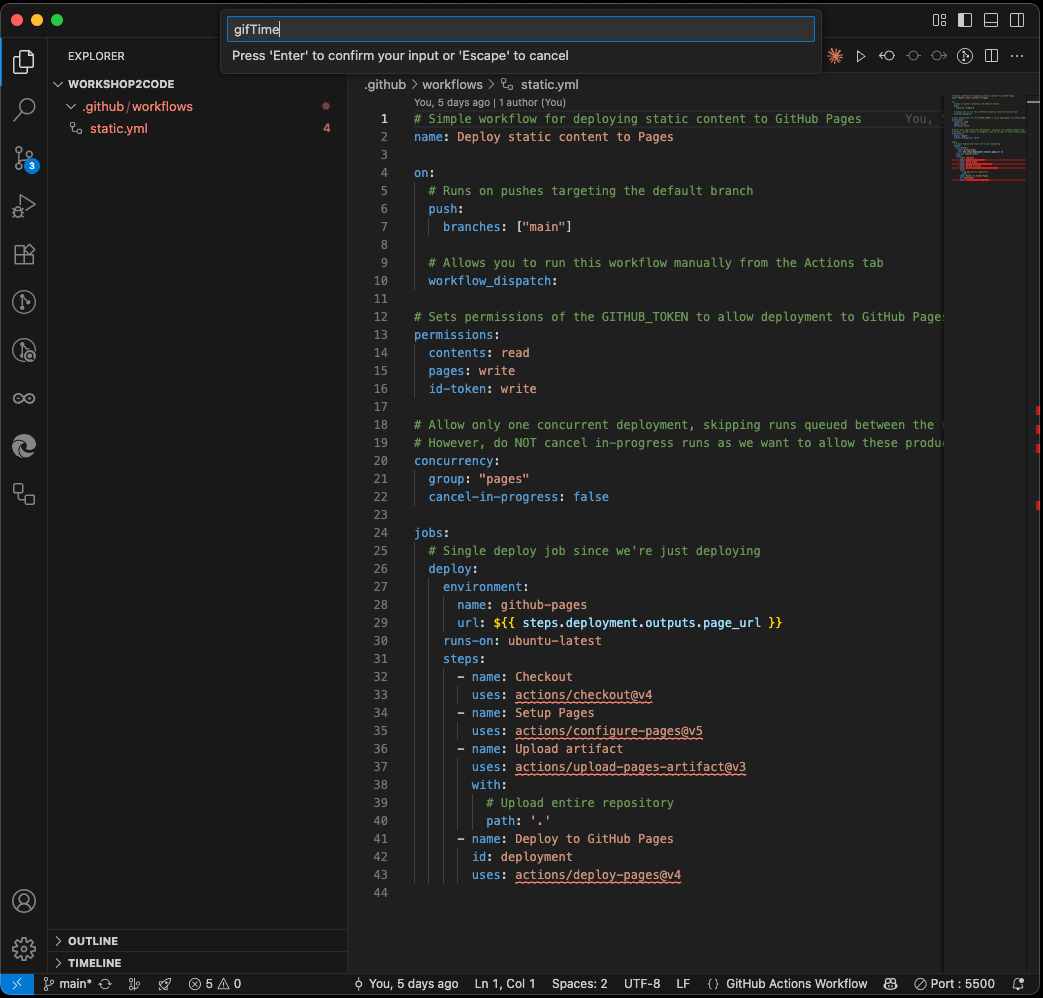 gifTime
Press 'Enter' to confirm your input or 'Escape' to cancel
EXPLORER
WORKSHOP2CODE
.github / workflows
static.yml 4
3
.github > workflows > static.yml
You, 5 days ago | 1 author (You)
1 # Simple workflow for deploying static content to GitHub Pages You, 5
2 name: Deploy static content to Pages
3
4 on:
5 # Runs on pushes targeting the default branch
6 push:
7 branches: ["main"]
8
9 # Allows you to run this workflow manually from the Actions tab
10 workflow_dispatch:
11
12 # Sets permissions of the GITHUB_TOKEN to allow deployment to GitHub Pages
13 permissions:
14 contents: read
15 pages: write
16 id-token: write
17
18 # Allow only one concurrent deployment, skipping runs queued between the
19 # However, do NOT cancel in-progress runs as we want to allow these produ
20 concurrency:
21 group: "pages"
22 cancel-in-progress: false
23
24 jobs:
25 # Single deploy job since we're just deploying
26 deploy:
27 environment:
28 name: github-pages
29 url: ${{ steps.deployment.outputs.page_url }}
30 runs-on: ubuntu-latest
31 steps:
32 - name: Checkout
33 uses: actions/checkout@v4
34 - name: Setup Pages
35 uses: actions/configure-pages@v5
36 - name: Upload artifact
37 uses: actions/upload-pages-artifact@v3
38 with:
39 # Upload entire repository
40 path: '.'
41 - name: Deploy to GitHub Pages
42 id: deployment
43 uses: actions/deploy-pages@v4
44
OUTLINE
TIMELINE
main* 5 0 You, 5 days ago Ln 1, Col 1 Spaces: 2 UTF-8 LF {} GitHub Actions Workflow Port : 5500